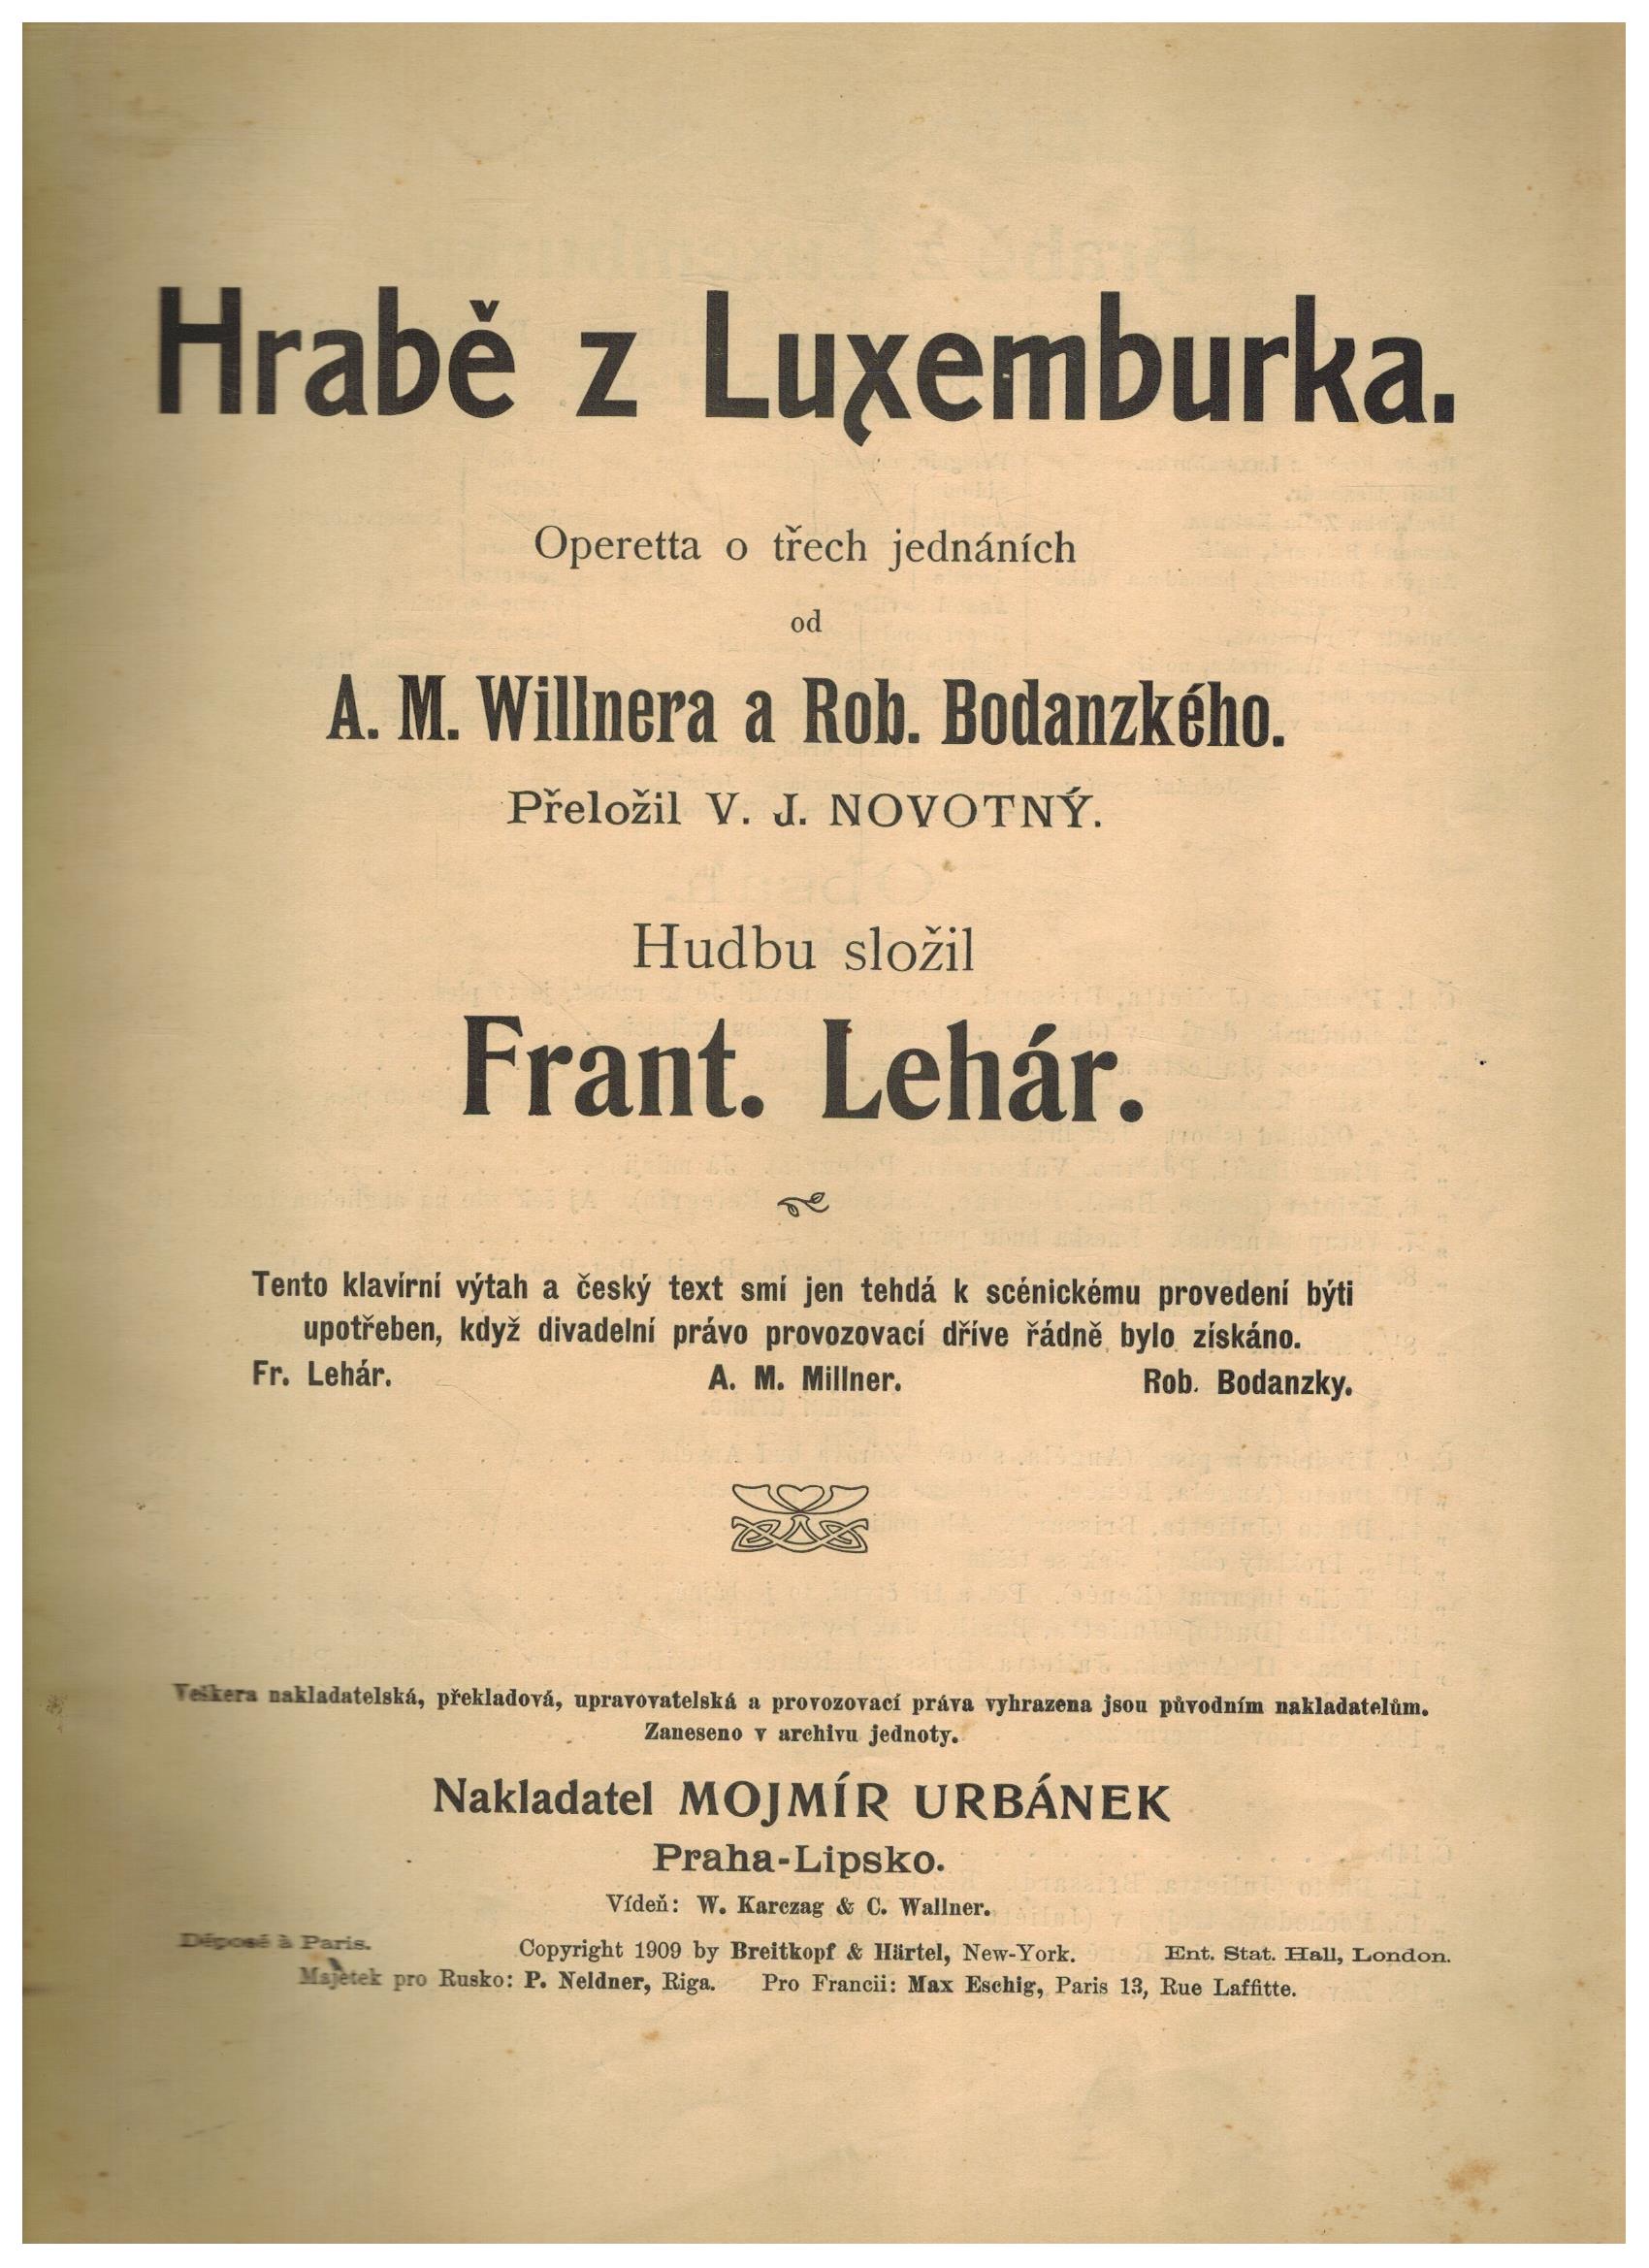 Hrabě z Luxemburka.
Operetta o třech jednáních
od
A. M. Willnera a Rob. Bodanzkého.
Přeložil V. J. NOVOTNÝ.
Hudbu složil
Frant. Lehár.
Tento klavírní výtah a český text smí jen tehdá k scénickému provedení býti
upotřeben, když divadelní právo provozovací dříve řádně bylo získáno.
Fr. Lehár. A. M. Millner. Rob. Bodanzky.
Veškera nakladatelská, překladová, upravovatelská a provozovací práva vyhrazena jsou původním nakladatelům.
Zaneseno v archivu jednoty.
Nakladatel MOJMÍR URBÁNEK
Praha-Lipsko.
Vídeň: W. Karczag & C. Wallner.
Déposé à Paris. Copyright 1909 by Breitkopf & Härtel, New-York. Ent. Stat. Hall, London.
Majetek pro Rusko: P. Neldner, Riga. Pro Francii: Max Eschig, Paris 13, Rue Laffitte.